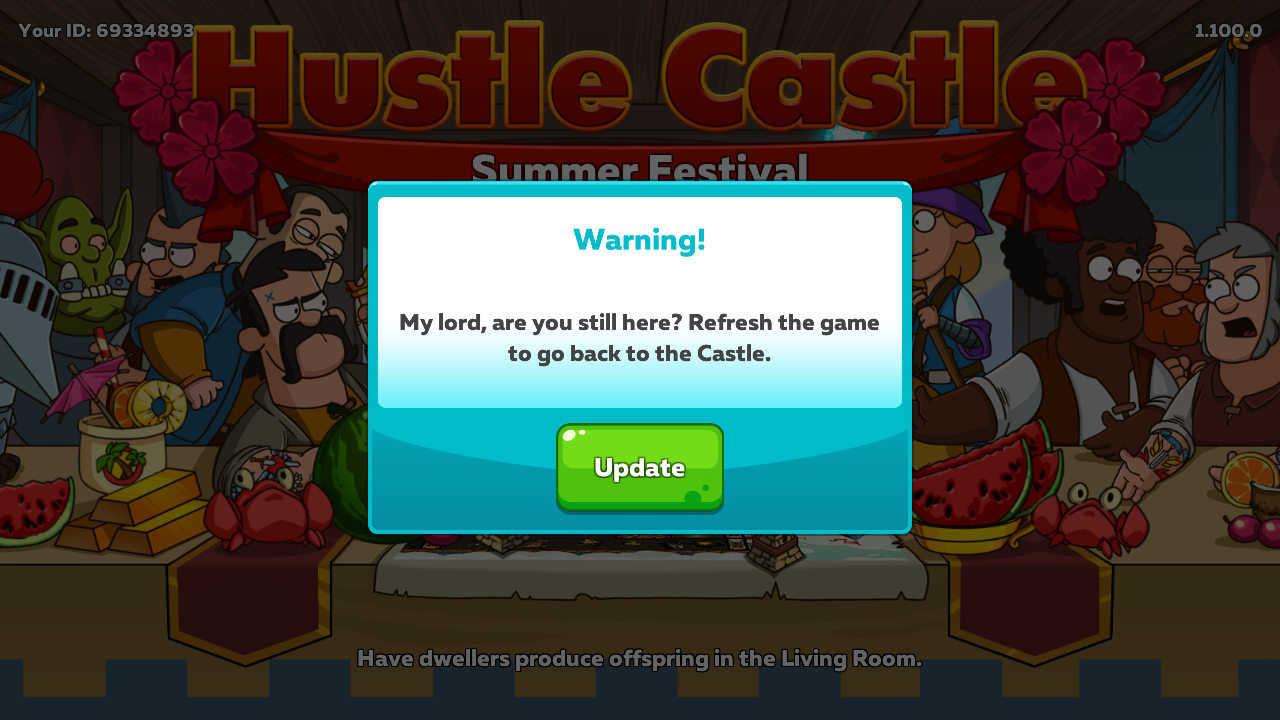 Your ID: 69334893
1.100.0
Hustle Castle
Summer Festival
Warning!
My lord, are you still here? Refresh the game
to go back to the Castle.
Update
Have dwellers produce offspring in the Living Room.